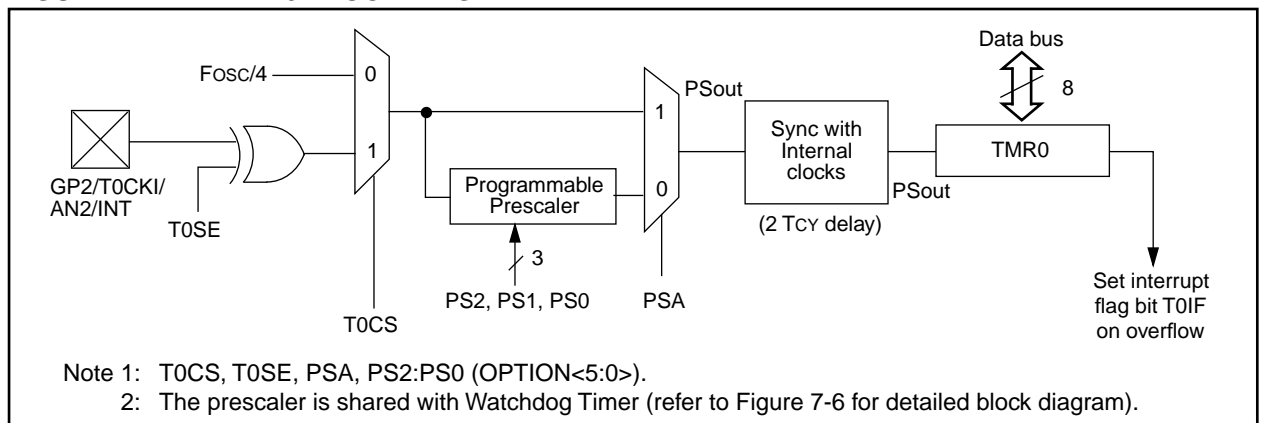 Data bus
8
FOSC/4
0
1
PSout
1
0
Sync with
Internal
clocks
TMR0
PSout
(2 TCY delay)
GP2/T0CKI/
AN2/INT
T0SE
Programmable
Prescaler
3
PS2, PS1, PS0
PSA
T0CS
Set interrupt
flag bit T0IF
on overflow
Note 1: T0CS, T0SE, PSA, PS2:PS0 (OPTION<5:0>).
2: The prescaler is shared with Watchdog Timer (refer to Figure 7-6 for detailed block diagram).